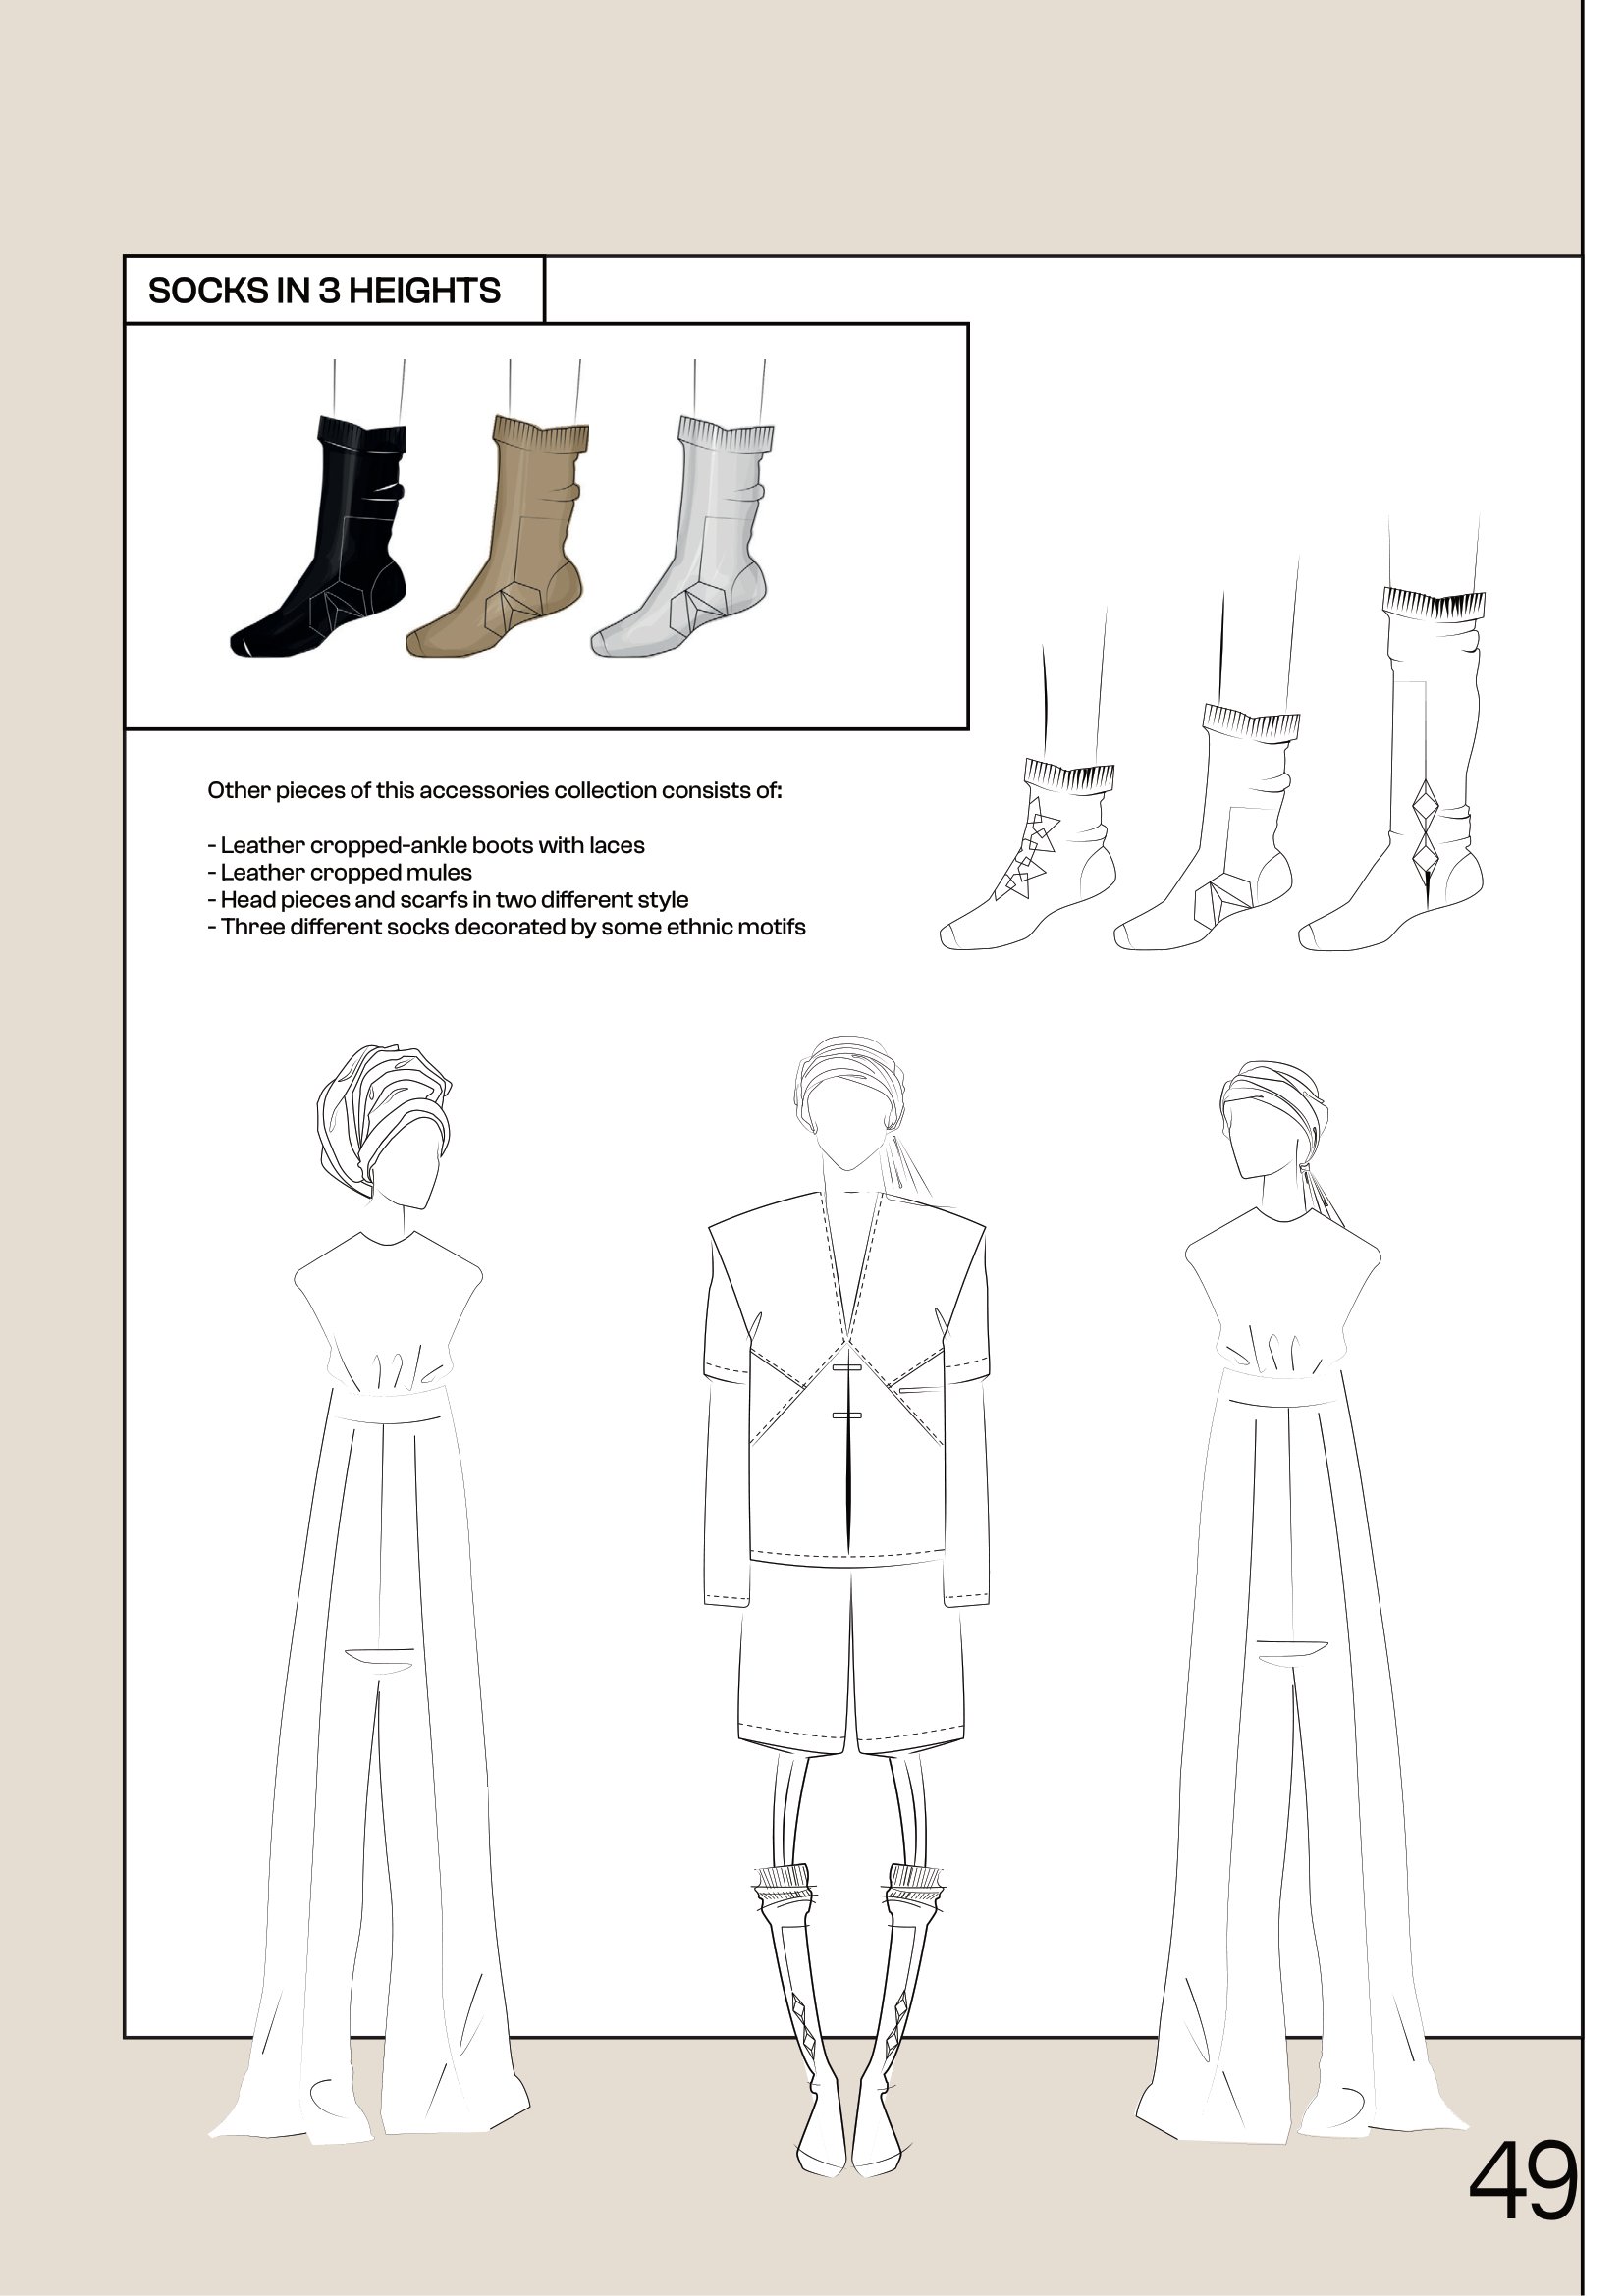 SOCKS IN 3 HEIGHTS
Other pieces of this accessories collection consists of:
- Leather cropped-ankle boots with laces
- Leather cropped mules
- Head pieces and scarfs in two different style
- Three different socks decorated by some ethnic motifs
49